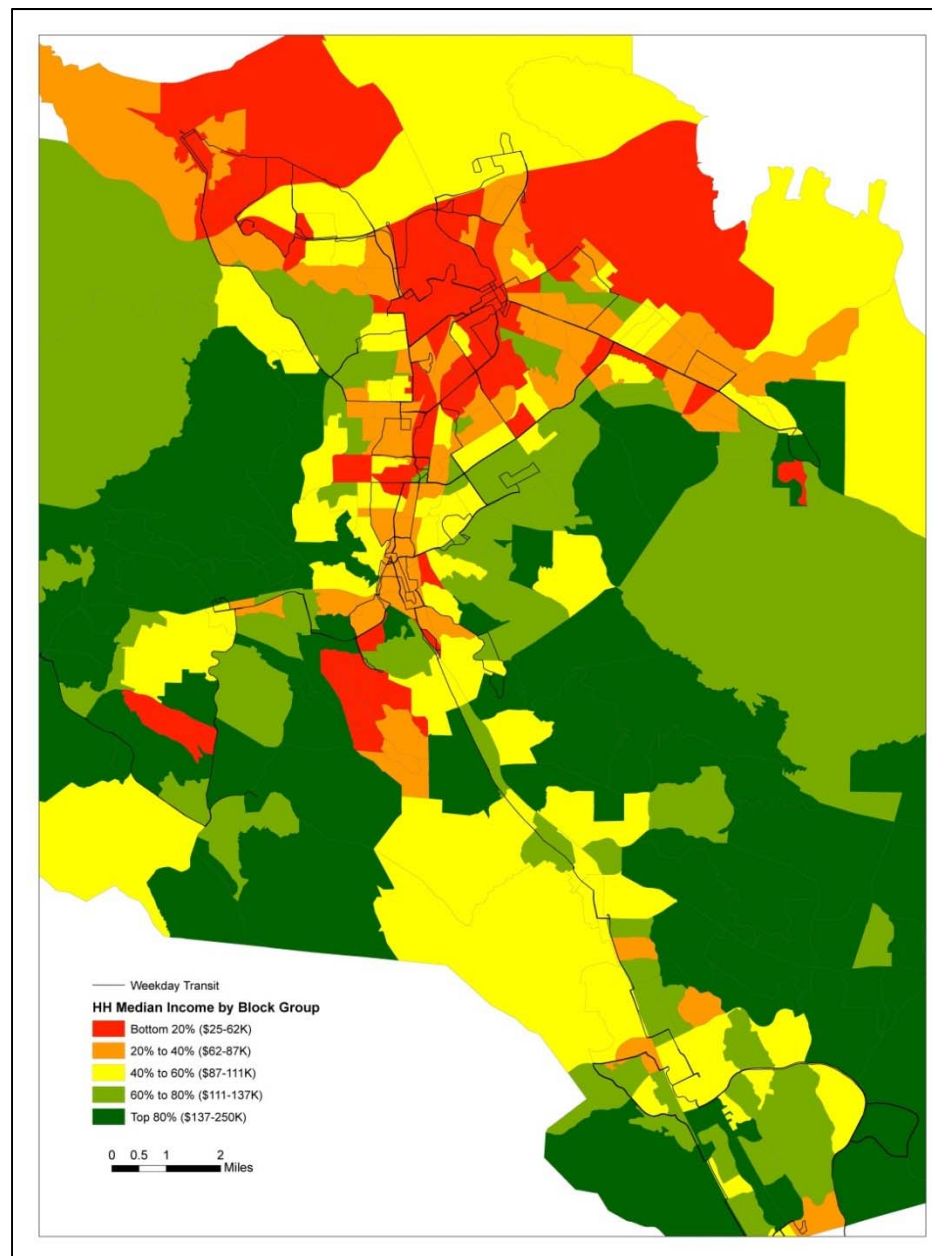 Weekday Transit
HH Median Income by Block Group
Bottom 20% ($25-62K)
20% to 40% ($62-87K)
40% to 60% ($87-111K)
60% to 80% ($111-137K)
Top 80% ($137-250K)
0 0.5 1 2
Miles